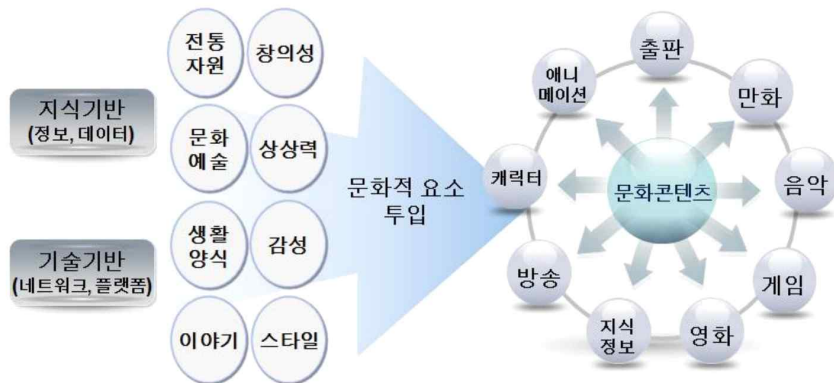 지식기반
(정보, 데이터)
기술기반
(네트워크, 플랫폼)
전통
자원
창의성
문화
예술
상상력
생활
양식
감성
이야기
스타일
문화적 요소
투입
문화콘텐츠
출판
만화
음악
게임
영화
지식
정보
방송
캐릭터
애니
메이션